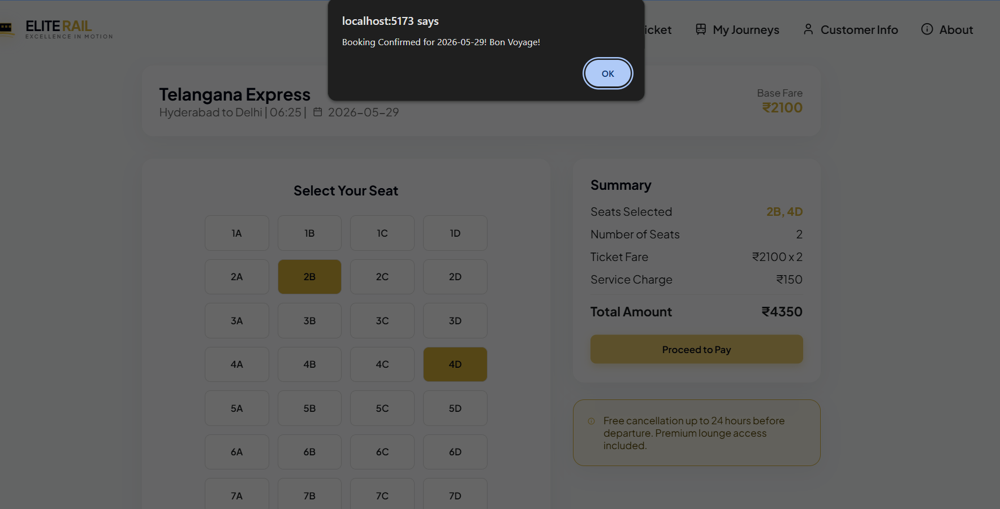 localhost:5173 says
Booking Confirmed for 2026-05-29! Bon Voyage!
OK
ELITE RAIL
EXCELLENCE IN MOTION
My Journeys
Customer Info
About
Telangana Express
Hyderabad to Delhi | 06:25 | 2026-05-29
Base Fare
₹2100
Select Your Seat
1A 1B 1C 1D
2A 2B 2C 2D
3A 3B 3C 3D
4A 4B 4C 4D
5A 5B 5C 5D
6A 6B 6C 6D
7A 7B 7C 7D
Summary
Seats Selected 2B, 4D
Number of Seats 2
Ticket Fare ₹2100 x 2
Service Charge ₹150
Total Amount ₹4350
Proceed to Pay
Free cancellation up to 24 hours before
departure. Premium lounge access
included.